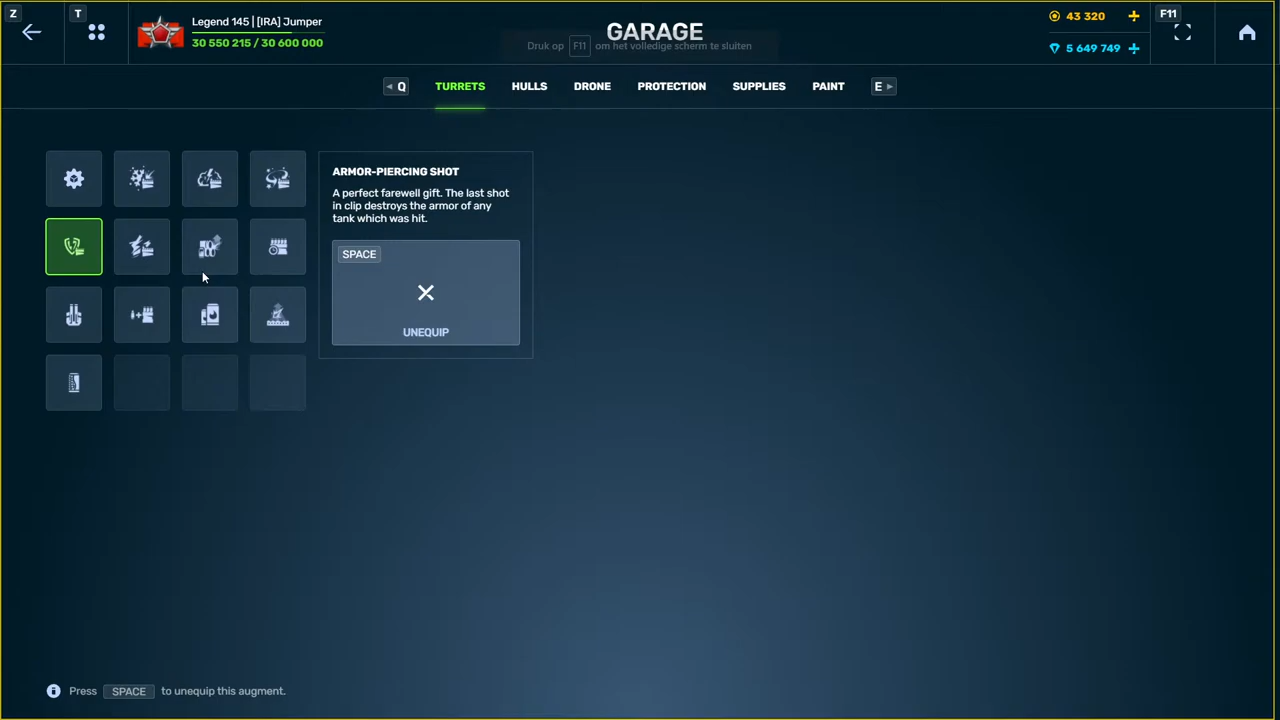 Z
T
Legend 145 | [IRA] Jumper
30 550 215 / 30 600 000
GARAGE
Druk op F11 om het volledige scherm te sluiten
43 320 +
5 649 749 +
F11
Q
TURRETS
HULLS
DRONE
PROTECTION
SUPPLIES
PAINT
E
ARMOR-PIERCING SHOT
A perfect farewell gift. The last shot
in clip destroys the armor of any
tank which was hit.
SPACE
UNEQUIP
Press SPACE to unequip this augment.